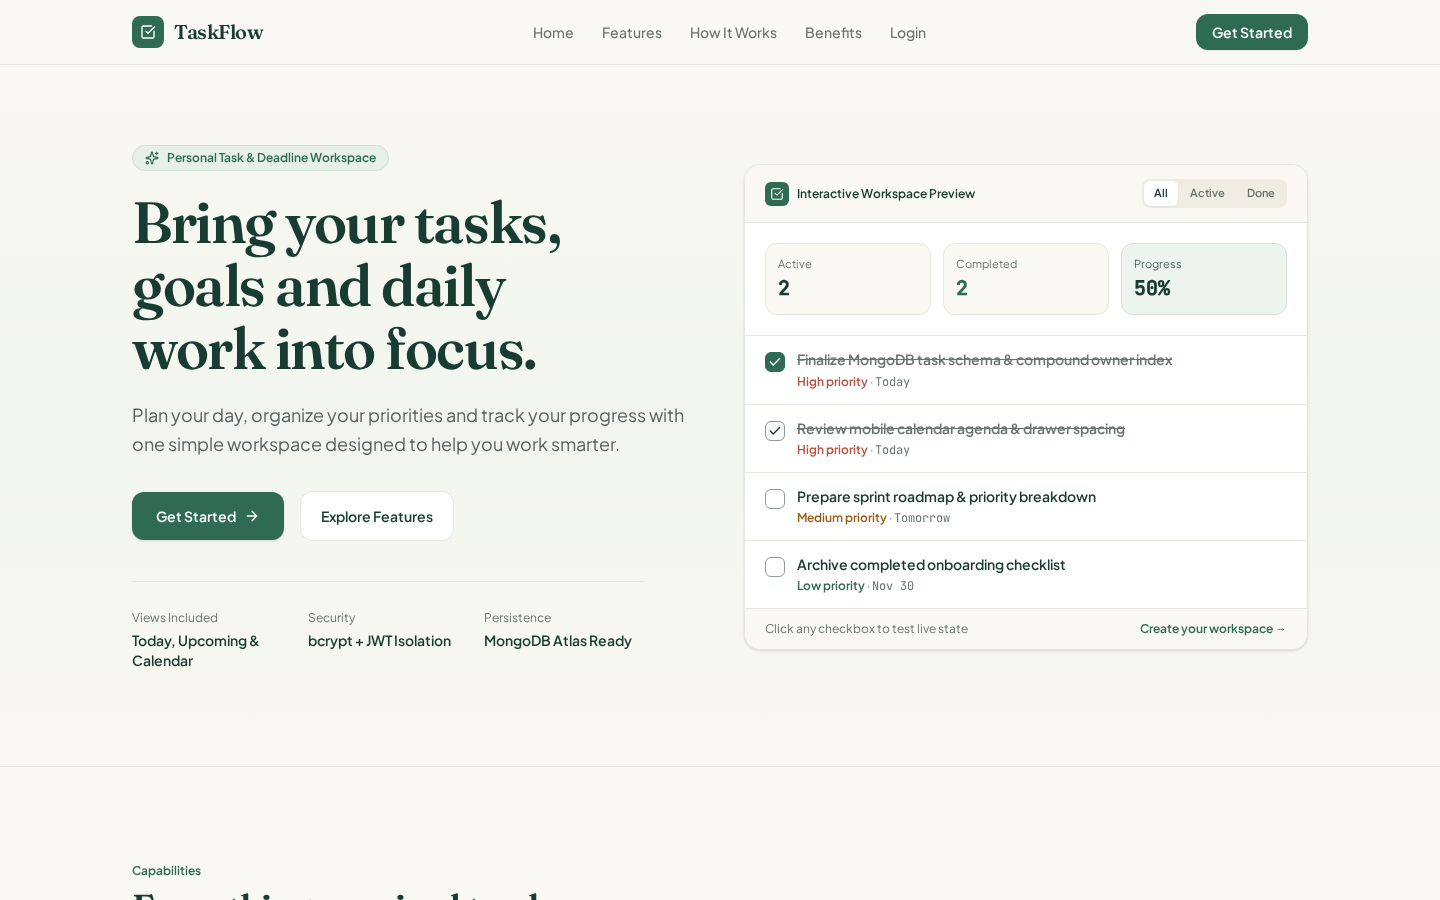 TaskFlow
Home
Features
How It Works
Benefits
Login
Get Started
Personal Task & Deadline Workspace
Bring your tasks,
goals and daily
work into focus.
Plan your day, organize your priorities and track your progress with
one simple workspace designed to help you work smarter.
Get Started →
Explore Features
Views Included
Today, Upcoming &
Calendar
Security
bcrypt + JWT Isolation
Persistence
MongoDB Atlas Ready
Interactive Workspace Preview
All
Active
Done
Active
2
Completed
2
Progress
50%
Finalize MongoDB task schema & compound owner index
High priority · Today
Review mobile calendar agenda & drawer spacing
High priority · Today
Prepare sprint roadmap & priority breakdown
Medium priority · Tomorrow
Archive completed onboarding checklist
Low priority · Nov 30
Click any checkbox to test live state
Create your workspace →
Capabilities